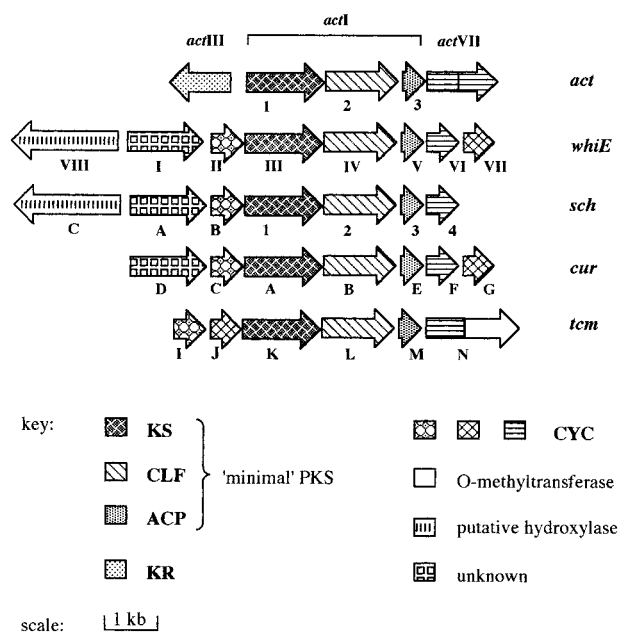 actI
actIII actVII
act
1 2 3
whiE
VIII I II III IV V VI VII
sch
C A B 1 2 3 4
cur
D C A B E F G
tcm
I J K L M N
key:
KS
CLF
ACP
'minimal' PKS
KR
CYC
O-methyltransferase
putative hydroxylase
unknown
scale: 1 kb